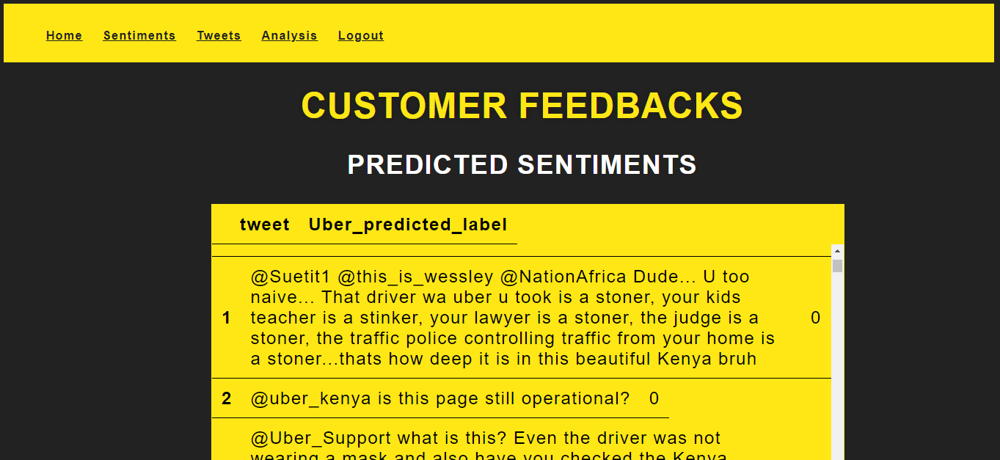 Home Sentiments Tweets Analysis Logout
CUSTOMER FEEDBACKS
PREDICTED SENTIMENTS
tweet Uber_predicted_label
@Suetit1 @this_is_wessley @NationAfrica Dude... U too
naive... That driver wa uber u took is a stoner, your kids
1 teacher is a stinker, your lawyer is a stoner, the judge is a 0
stoner, the traffic police controlling traffic from your home is
a stoner...thats how deep it is in this beautiful Kenya bruh
2 @uber_kenya is this page still operational? 0
@Uber_Support what is this? Even the driver was not
wearing a mask and also have you checked the Kenya